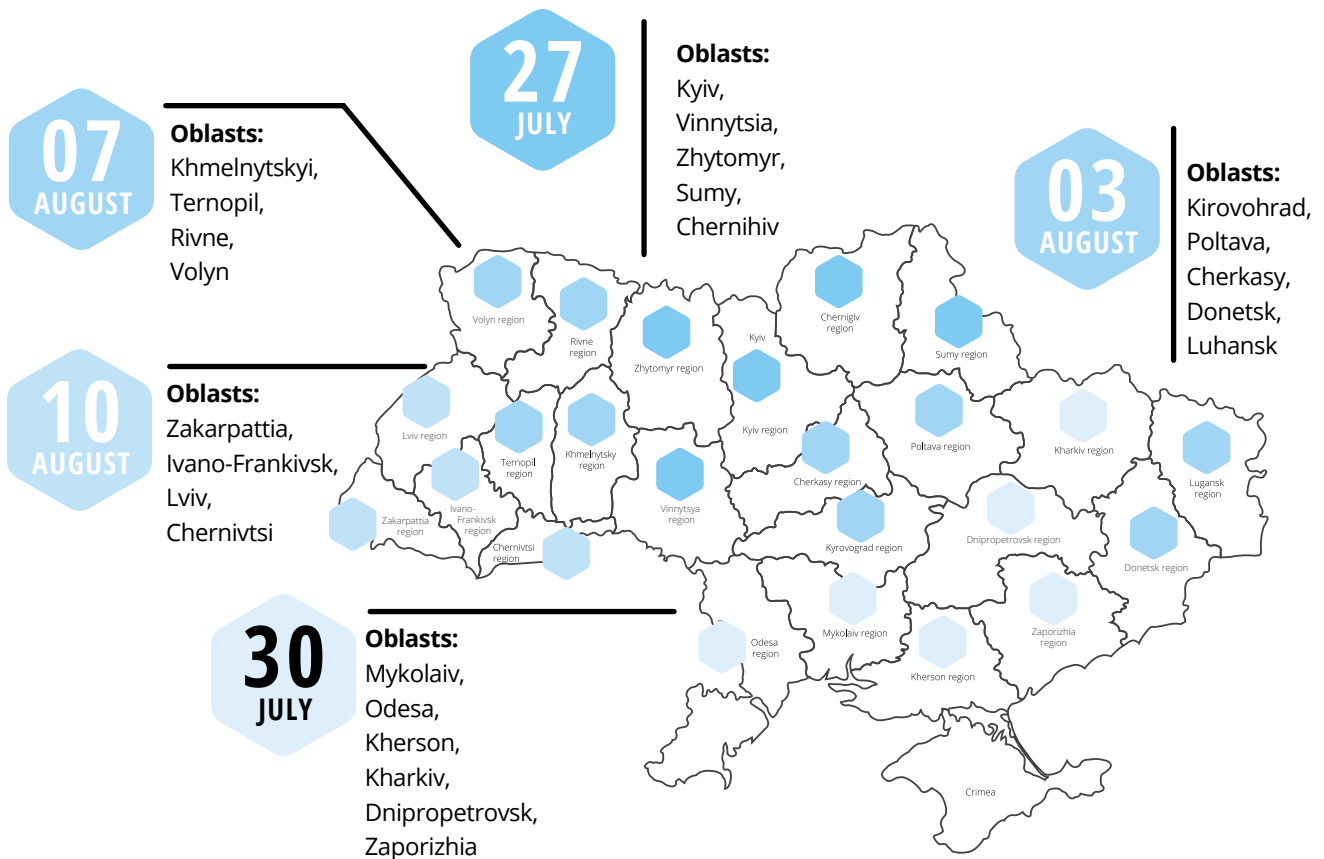 27
JULY
Oblasts:
Kyiv,
Vinnytsia,
Zhytomyr,
Sumy,
Chernihiv
07
AUGUST
Oblasts:
Khmelnytskyi,
Ternopil,
Rivne,
Volyn
03
AUGUST
Oblasts:
Kirovohrad,
Poltava,
Cherkasy,
Donetsk,
Luhansk
10
AUGUST
Oblasts:
Zakarpattia,
Ivano-Frankivsk,
Lviv,
Chernivtsi
30
JULY
Oblasts:
Mykolaiv,
Odesa,
Kherson,
Kharkiv,
Dnipropetrovsk,
Zaporizhia
Volyn region
Rivne
region
Zhytomyr region
Kyiv
Kyiv region
Chernigiv
region
Sumy region
Lviv region
Ternopil
region
Khmelnytsky
region
Vinnytsya
region
Cherkasy region
Poltava region
Kharkiv region
Lugansk
region
Zakarpattia
region
Ivano-
Frankivsk
region
Chernivtsi
region
Kyrovograd region
Dnipropetrovsk region
Donetsk region
Odesa
region
Mykolaiv region
Kherson region
Zaporizhia
region
Crimea